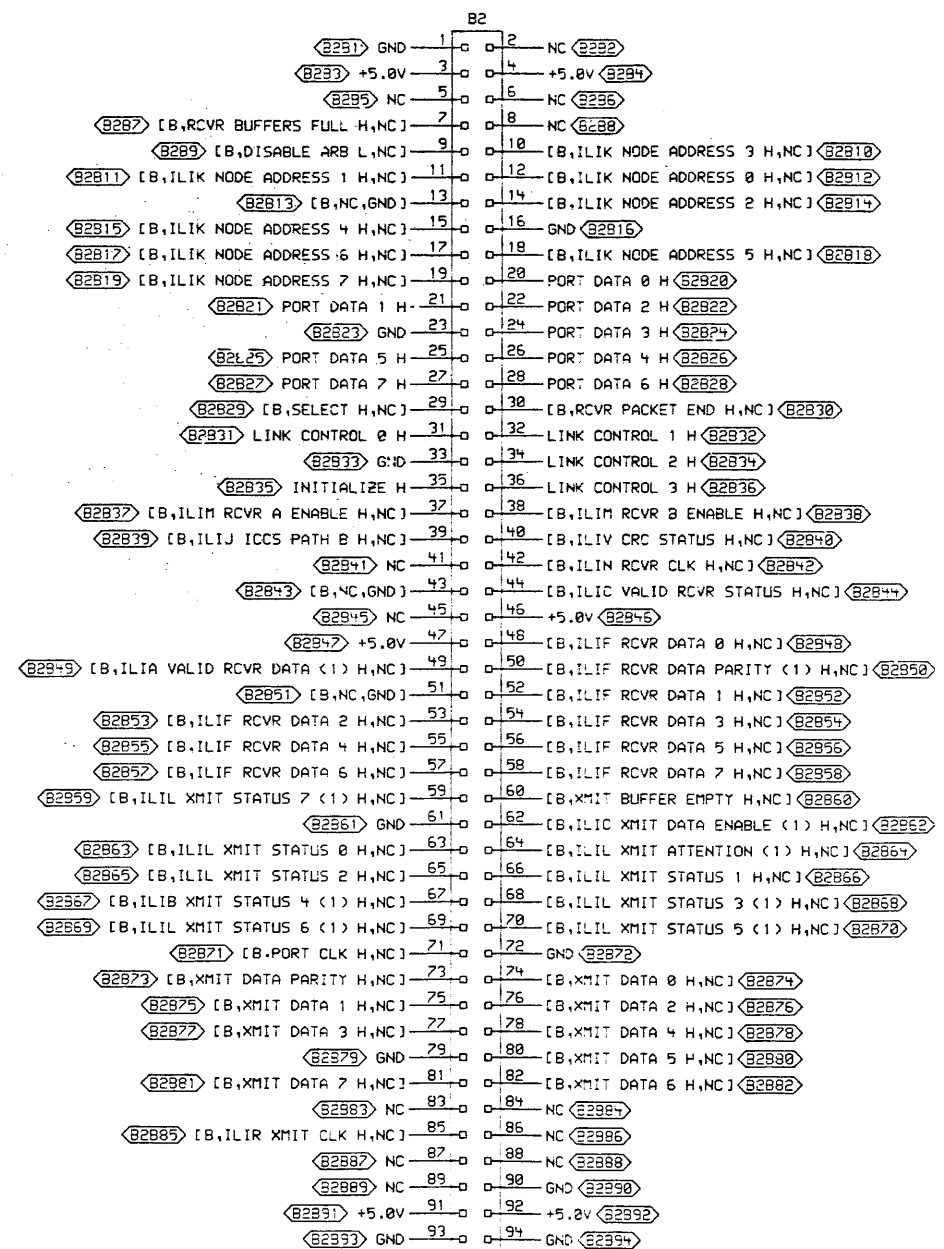 B2
B2B1 GND 1 2 NC B2B2
B2B3 +5.0V 3 4 +5.0V B2B4
B2B5 NC 5 6 NC B2B6
B2B7 [B,RCVR BUFFERS FULL H,NC] 7 8 NC B2B8
B2B9 [B,DISABLE ARB L,NC] 9 10 [B,ILIK NODE ADDRESS 3 H,NC] B2B10
B2B11 [B,ILIK NODE ADDRESS 1 H,NC] 11 12 [B,ILIK NODE ADDRESS 0 H,NC] B2B12
B2B13 [B,NC,GND] 13 14 [B,ILIK NODE ADDRESS 2 H,NC] B2B14
B2B15 [B,ILIK NODE ADDRESS 4 H,NC] 15 16 GND B2B16
B2B17 [B,ILIK NODE ADDRESS 6 H,NC] 17 18 [B,ILIK NODE ADDRESS 5 H,NC] B2B18
B2B19 [B,ILIK NODE ADDRESS 7 H,NC] 19 20 PORT DATA 0 H B2B20
B2B21 PORT DATA 1 H 21 22 PORT DATA 2 H B2B22
B2B23 GND 23 24 PORT DATA 3 H B2B24
B2B25 PORT DATA 5 H 25 26 PORT DATA 4 H B2B26
B2B27 PORT DATA 7 H 27 28 PORT DATA 6 H B2B28
B2B29 [B,SELECT H,NC] 29 30 [B,RCVR PACKET END H,NC] B2B30
B2B31 LINK CONTROL 0 H 31 32 LINK CONTROL 1 H B2B32
B2B33 GND 33 34 LINK CONTROL 2 H B2B34
B2B35 INITIALIZE H 35 36 LINK CONTROL 3 H B2B36
B2B37 [B,ILIM RCVR A ENABLE H,NC] 37 38 [B,ILIM RCVR B ENABLE H,NC] B2B38
B2B39 [B,ILIJ ICCS PATH B H,NC] 39 40 [B,ILIV CRC STATUS H,NC] B2B40
B2B41 NC 41 42 [B,ILIN RCVR CLK H,NC] B2B42
B2B43 [B,NC,GND] 43 44 [B,ILIC VALID RCVR STATUS H,NC] B2B44
B2B45 NC 45 46 +5.0V B2B46
B2B47 +5.0V 47 48 [B,ILIF RCVR DATA 0 H,NC] B2B48
B2B49 [B,ILIA VALID RCVR DATA (1) H,NC] 49 50 [B,ILIF RCVR DATA PARITY (1) H,NC] B2B50
B2B51 [B,NC,GND] 51 52 [B,ILIF RCVR DATA 1 H,NC] B2B52
B2B53 [B,ILIF RCVR DATA 2 H,NC] 53 54 [B,ILIF RCVR DATA 3 H,NC] B2B54
B2B55 [B,ILIF RCVR DATA 4 H,NC] 55 56 [B,ILIF RCVR DATA 5 H,NC] B2B56
B2B57 [B,ILIF RCVR DATA 6 H,NC] 57 58 [B,ILIF RCVR DATA 7 H,NC] B2B58
B2B59 [B,ILIL XMIT STATUS 7 (1) H,NC] 59 60 [B,XMIT BUFFER EMPTY H,NC] B2B60
B2B61 GND 61 62 [B,ILIC XMIT DATA ENABLE (1) H,NC] B2B62
B2B63 [B,ILIL XMIT STATUS 0 H,NC] 63 64 [B,ILIL XMIT ATTENTION (1) H,NC] B2B64
B2B65 [B,ILIL XMIT STATUS 2 H,NC] 65 66 [B,ILIL XMIT STATUS 1 H,NC] B2B66
B2B67 [B,ILIB XMIT STATUS 4 (1) H,NC] 67 68 [B,ILIL XMIT STATUS 3 (1) H,NC] B2B68
B2B69 [B,ILIL XMIT STATUS 6 (1) H,NC] 69 70 [B,ILIL XMIT STATUS 5 (1) H,NC] B2B70
B2B71 [B.PORT CLK H,NC] 71 72 GND B2B72
B2B73 [B,XMIT DATA PARITY H,NC] 73 74 [B,XMIT DATA 0 H,NC] B2B74
B2B75 [B,XMIT DATA 1 H,NC] 75 76 [B,XMIT DATA 2 H,NC] B2B76
B2B77 [B,XMIT DATA 3 H,NC] 77 78 [B,XMIT DATA 4 H,NC] B2B78
B2B79 GND 79 80 [B,XMIT DATA 5 H,NC] B2B80
B2B81 [B,XMIT DATA 7 H,NC] 81 82 [B,XMIT DATA 6 H,NC] B2B82
B2B83 NC 83 84 NC B2B84
B2B85 [B,ILIR XMIT CLK H,NC] 85 86 NC B2B86
B2B87 NC 87 88 NC B2B88
B2B89 NC 89 90 GND B2B90
B2B91 +5.0V 91 92 +5.0V B2B92
B2B93 GND 93 94 GND B2B94